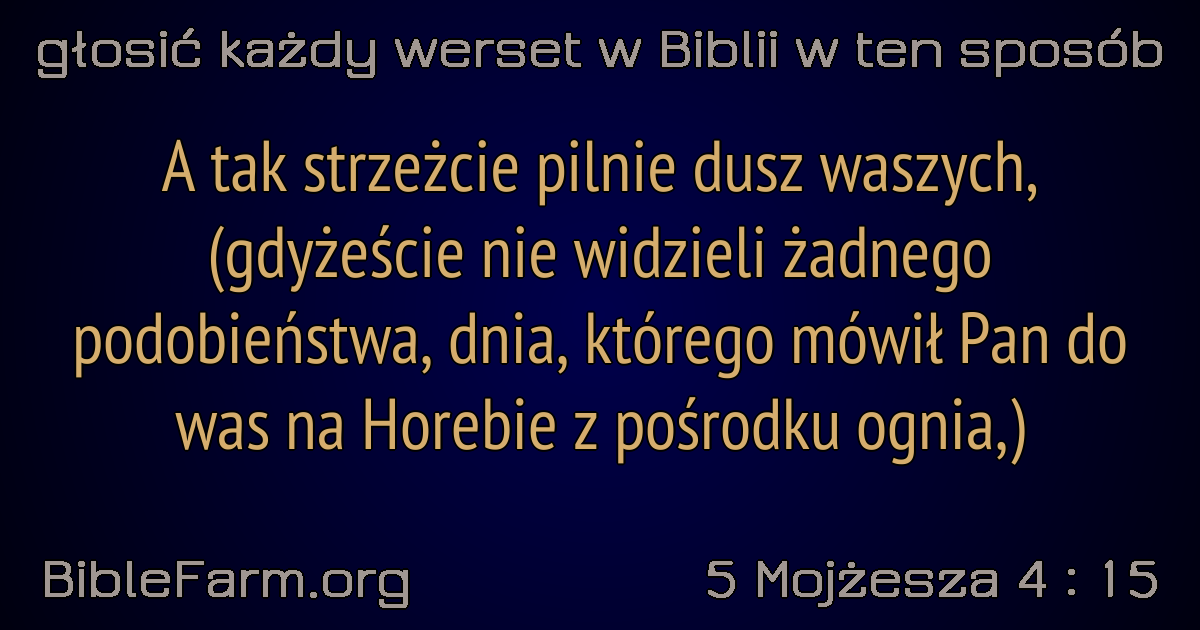 głosić każdy werset w Biblii w ten sposób
A tak strzeżcie pilnie dusz waszych,
(gdyżeście nie widzieli żadnego
podobieństwa, dnia, którego mówił Pan do
was na Horebie z pośrodku ognia,)
BibleFarm.org
5 Mojżesza 4 : 15